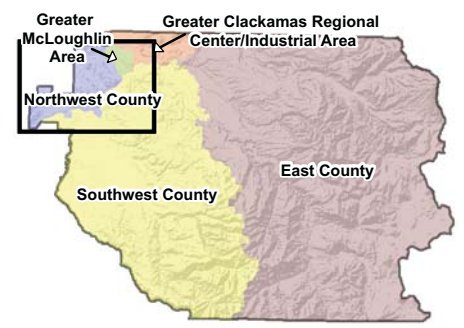 Greater
McLoughlin
Area
Greater Clackamas Regional
Center/Industrial Area
Northwest County
East County
Southwest County